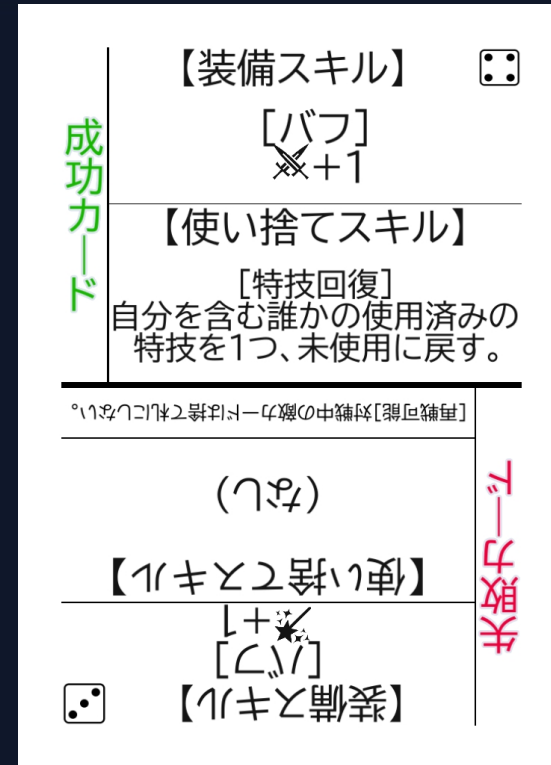 成功カード
【装備スキル】
[バフ]
+1
【使い捨てスキル】
[特技回復]
自分を含む誰かの使用済みの
特技を1つ、未使用に戻す。
失敗カード
【装備スキル】
[バフ]
+1
【使い捨てスキル】
(なし)
[再戦可能]対戦中の敵カードは捨て札にしない。